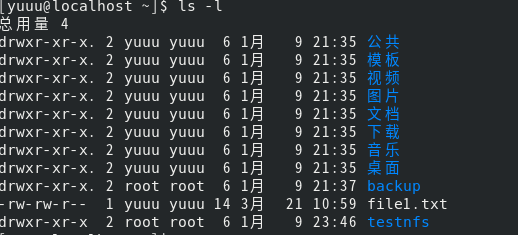 [yuuu@localhost ~]$ ls -l
总用量 4
drwxr-xr-x. 2 yuuu yuuu  6 1月   9 21:35 公共
drwxr-xr-x. 2 yuuu yuuu  6 1月   9 21:35 模板
drwxr-xr-x. 2 yuuu yuuu  6 1月   9 21:35 视频
drwxr-xr-x. 2 yuuu yuuu  6 1月   9 21:35 图片
drwxr-xr-x. 2 yuuu yuuu  6 1月   9 21:35 文档
drwxr-xr-x. 2 yuuu yuuu  6 1月   9 21:35 下载
drwxr-xr-x. 2 yuuu yuuu  6 1月   9 21:35 音乐
drwxr-xr-x. 2 yuuu yuuu  6 1月   9 21:35 桌面
drwxr-xr-x. 2 root root  6 1月   9 21:37 backup
-rw-rw-r--  1 yuuu yuuu 14 3月  21 10:59 file1.txt
drwxr-xr-x  2 root root  6 1月   9 23:46 testnfs